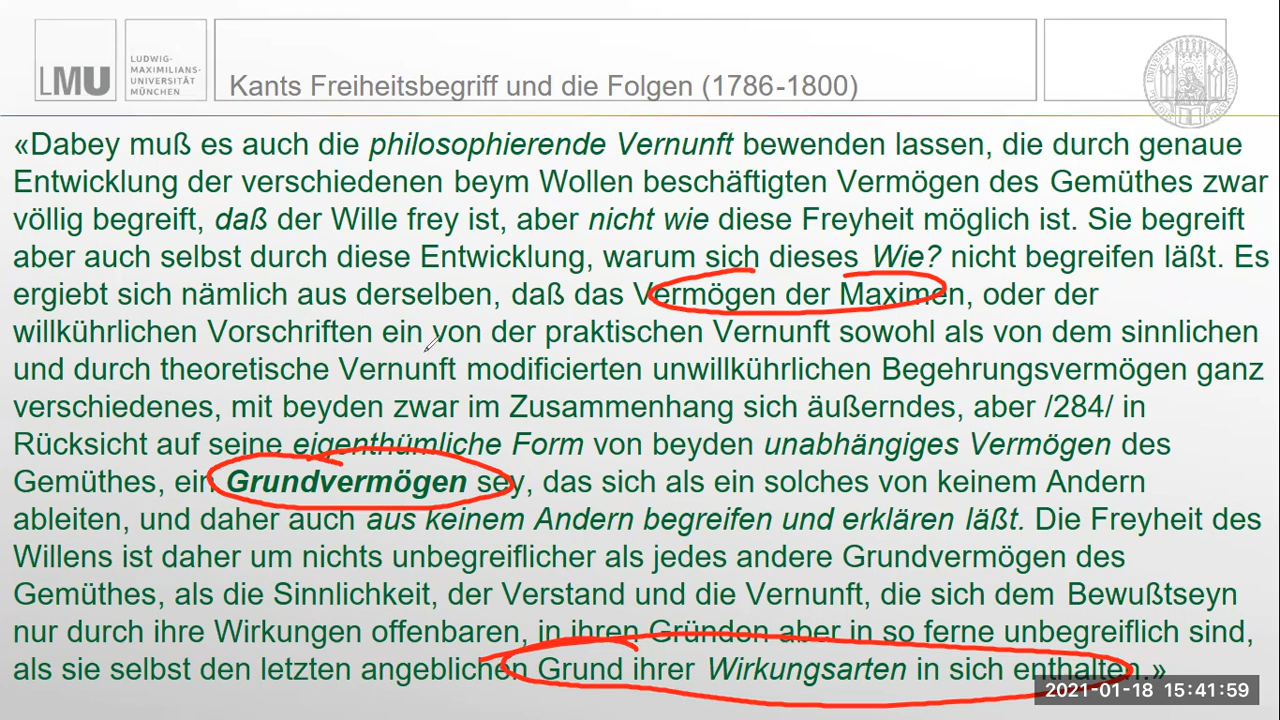 LMU
LUDWIG-
MAXIMILIANS-
UNIVERSITÄT
MÜNCHEN
Kants Freiheitsbegriff und die Folgen (1786-1800)
«Dabey muß es auch die philosophierende Vernunft bewenden lassen, die durch genaue
Entwicklung der verschiedenen beym Wollen beschäftigten Vermögen des Gemüthes zwar
völlig begreift, daß der Wille frey ist, aber nicht wie diese Freyheit möglich ist. Sie begreift
aber auch selbst durch diese Entwicklung, warum sich dieses Wie? nicht begreifen läßt. Es
ergiebt sich nämlich aus derselben, daß das Vermögen der Maximen, oder der
willkührlichen Vorschriften ein von der praktischen Vernunft sowohl als von dem sinnlichen
und durch theoretische Vernunft modificierten unwillkührlichen Begehrungsvermögen ganz
verschiedenes, mit beyden zwar im Zusammenhang sich äußerndes, aber /284/ in
Rücksicht auf seine eigenthümliche Form von beyden unabhängiges Vermögen des
Gemüthes, ein Grundvermögen sey, das sich als ein solches von keinem Andern
ableiten, und daher auch aus keinem Andern begreifen und erklären läßt. Die Freyheit des
Willens ist daher um nichts unbegreiflicher als jedes andere Grundvermögen des
Gemüthes, als die Sinnlichkeit, der Verstand und die Vernunft, die sich dem Bewußtseyn
nur durch ihre Wirkungen offenbaren, in ihren Gründen aber in so ferne unbegreiflich sind,
als sie selbst den letzten angeblichen Grund ihrer Wirkungsarten in sich enthalten.»
2021-01-18 15:41:59